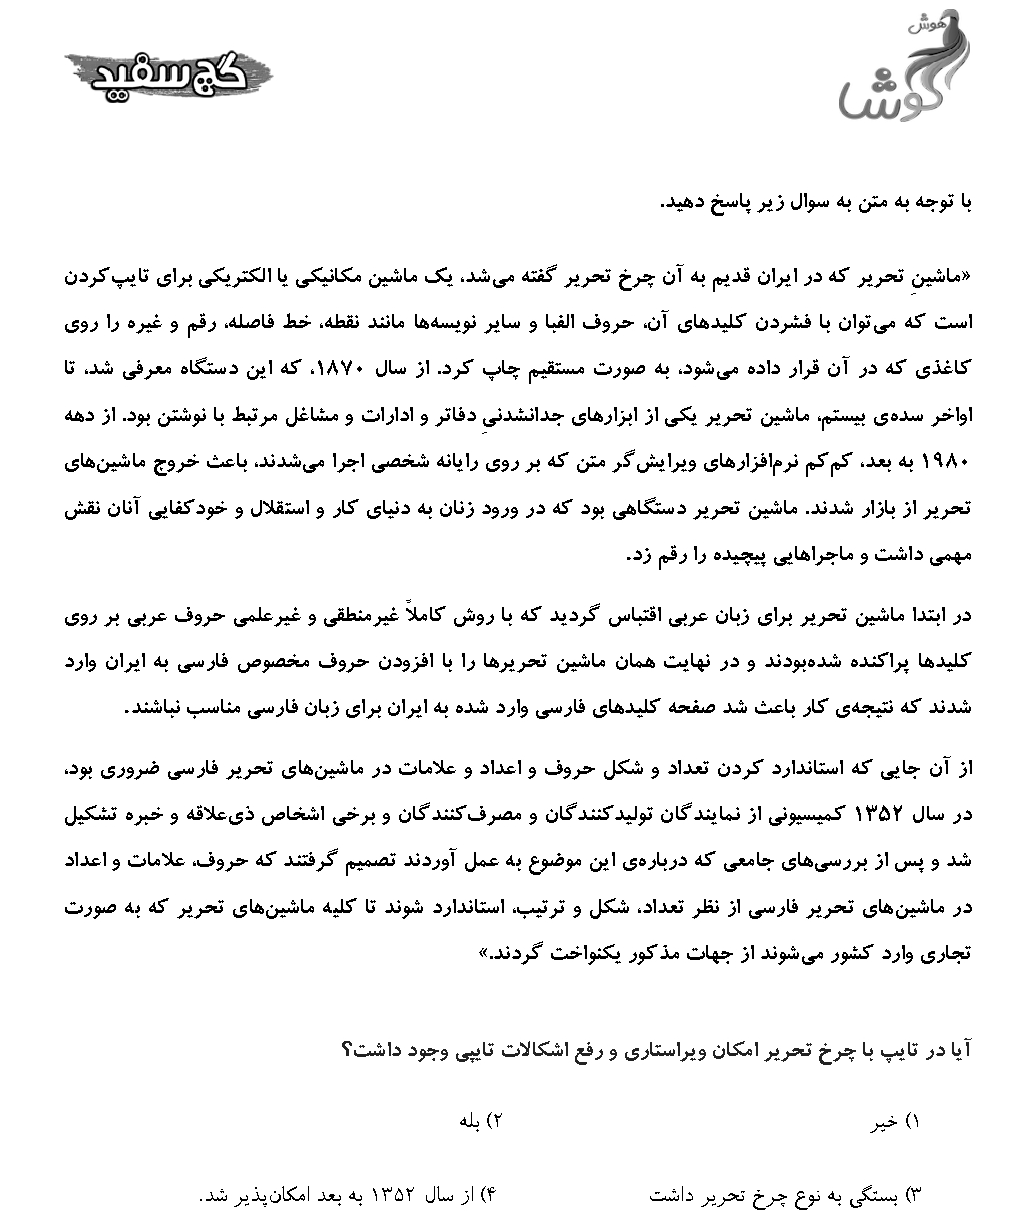 گچ سفید
هوش
گوشا
با توجه به متن به سوال زیر پاسخ دهید.
«ماشینِ تحریر که در ایران قدیم به آن چرخ تحریر گفته می‌شد، یک ماشین مکانیکی یا الکتریکی برای تایپ‌کردن
است که می‌توان با فشردن کلیدهای آن، حروف الفبا و سایر نویسه‌ها مانند نقطه، خط فاصله، رقم و غیره را روی
کاغذی که در آن قرار داده می‌شود، به صورت مستقیم چاپ کرد. از سال ۱۸۷۰، که این دستگاه معرفی شد، تا
اواخر سده‌ی بیستم، ماشین تحریر یکی از ابزارهای جدانشدنیِ دفاتر و ادارات و مشاغل مرتبط با نوشتن بود. از دهه
۱۹۸۰ به بعد، کم‌کم نرم‌افزارهای ویرایش‌گر متن که بر روی رایانه شخصی اجرا می‌شدند، باعث خروج ماشین‌های
تحریر از بازار شدند. ماشین تحریر دستگاهی بود که در ورود زنان به دنیای کار و استقلال و خودکفایی آنان نقش
مهمی داشت و ماجراهایی پیچیده را رقم زد.
در ابتدا ماشین تحریر برای زبان عربی اقتباس گردید که با روش کاملاً غیرمنطقی و غیرعلمی حروف عربی بر روی
کلیدها پراکنده شده‌بودند و در نهایت همان ماشین تحریرها را با افزودن حروف مخصوص فارسی به ایران وارد
شدند که نتیجه‌ی کار باعث شد صفحه کلیدهای فارسی وارد شده به ایران برای زبان فارسی مناسب نباشند.
از آن جایی که استاندارد کردن تعداد و شکل حروف و اعداد و علامات در ماشین‌های تحریر فارسی ضروری بود،
در سال ۱۳۵۲ کمیسیونی از نمایندگان تولیدکنندگان و مصرف‌کنندگان و برخی اشخاص ذی‌علاقه و خبره تشکیل
شد و پس از بررسی‌های جامعی که درباره‌ی این موضوع به عمل آوردند تصمیم گرفتند که حروف، علامات و اعداد
در ماشین‌های تحریر فارسی از نظر تعداد، شکل و ترتیب، استاندارد شوند تا کلیه ماشین‌های تحریر که به صورت
تجاری وارد کشور می‌شوند از جهات مذکور یکنواخت گردند.»
آیا در تایپ با چرخ تحریر امکان ویراستاری و رفع اشکالات تایپی وجود داشت؟
۱) خیر
۲) بله
۳) بستگی به نوع چرخ تحریر داشت
۴) از سال ۱۳۵۲ به بعد امکان‌پذیر شد.